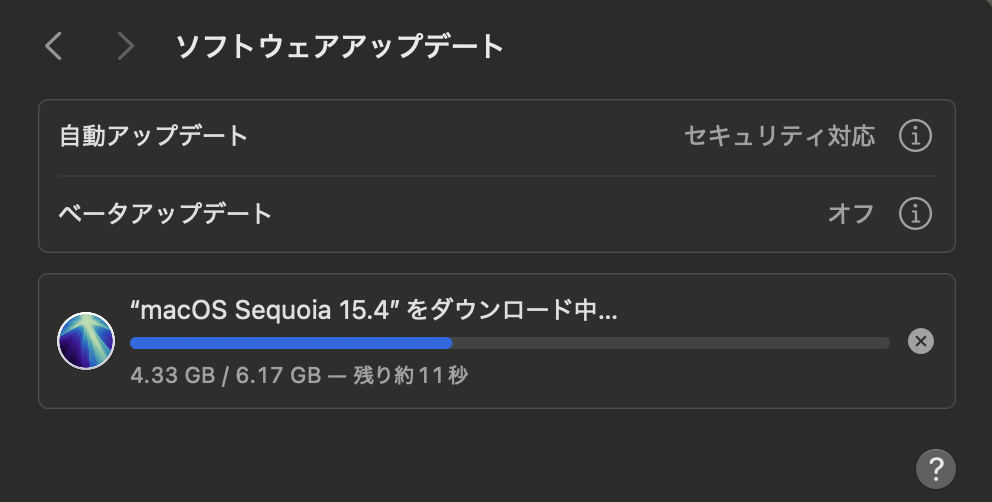 ソフトウェアアップデート
自動アップデート セキュリティ対応
ベータアップデート オフ
“macOS Sequoia 15.4” をダウンロード中...
4.33 GB / 6.17 GB — 残り約11秒
?